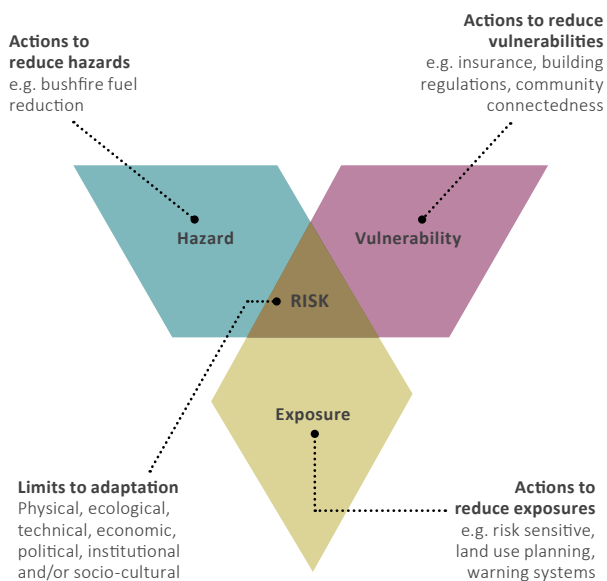 Actions to
reduce hazards
e.g. bushfire fuel
reduction
Actions to reduce
vulnerabilities
e.g. insurance, building
regulations, community
connectedness
Hazard
Vulnerability
RISK
Exposure
Limits to adaptation
Physical, ecological,
technical, economic,
political, institutional
and/or socio-cultural
Actions to
reduce exposures
e.g. risk sensitive,
land use planning,
warning systems